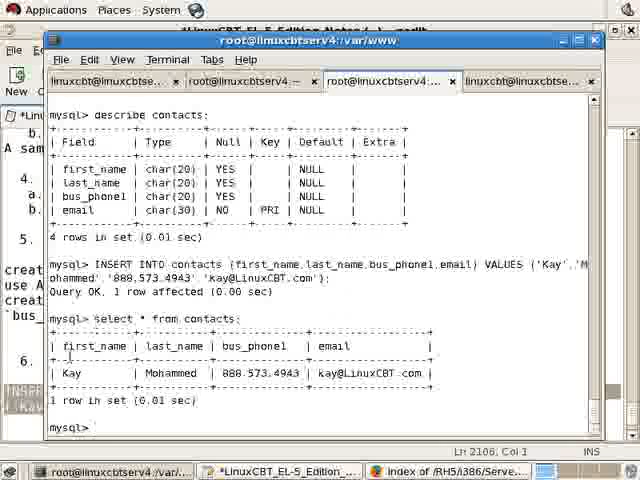 Applications Places System
*LinuxCBT_EL-5_Edition_Notes
File
New
*Linux
b.
A sam
4.
a.
b.
5.
creat
use A
creat
`bus_
6.
INSER
root@linuxcbtserv4:/var/www
File Edit View Terminal Tabs Help
linuxcbt@linuxcbtse... root@linuxcbtserv4:~ root@linuxcbtserv4:... linuxcbt@linuxcbtse...
mysql> describe contacts;
| Field | Type | Null | Key | Default | Extra |
| first_name | char(20) | YES | | NULL | |
| last_name | char(20) | YES | | NULL | |
| bus_phone1 | char(20) | YES | | NULL | |
| email | char(30) | NO | PRI | NULL | |
4 rows in set (0.01 sec)
mysql> INSERT INTO contacts (first_name,last_name,bus_phone1,email) VALUES ('Kay','M
ohammed','888.573.4943','kay@LinuxCBT.com');
Query OK, 1 row affected (0.00 sec)
mysql> select * from contacts;
| first_name | last_name | bus_phone1 | email |
| Kay | Mohammed | 888.573.4943 | kay@LinuxCBT.com |
1 row in set (0.01 sec)
mysql>
Ln 2106, Col 1 INS
root@linuxcbtserv4:/var/... *LinuxCBT_EL-5_Edition_... Index of /RH5/i386/Serve...